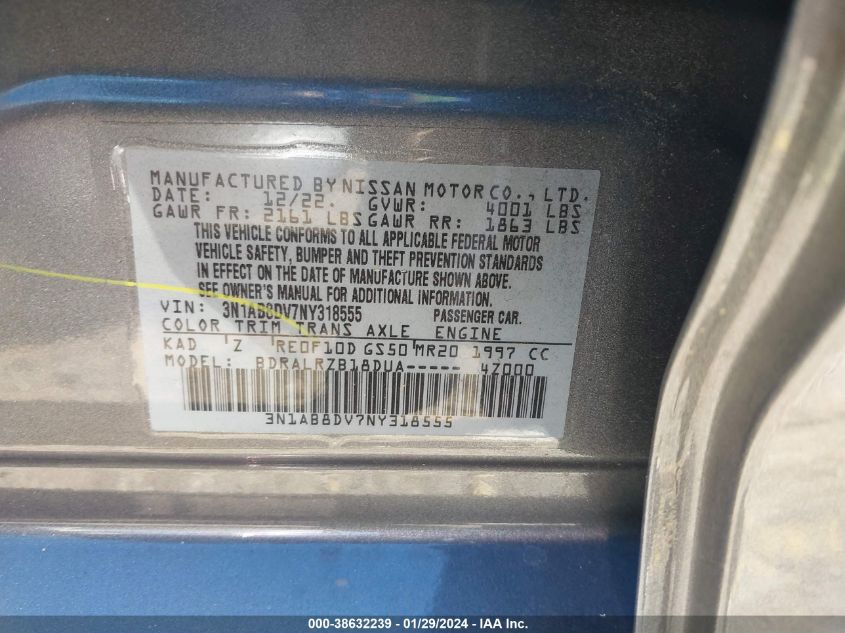 MANUFACTURED BY NISSAN MOTOR CO., LTD.
DATE: 12/22. GVWR: 4001 LBS
GAWR FR: 2161 LBS GAWR RR: 1863 LBS
THIS VEHICLE CONFORMS TO ALL APPLICABLE FEDERAL MOTOR
VEHICLE SAFETY, BUMPER AND THEFT PREVENTION STANDARDS
IN EFFECT ON THE DATE OF MANUFACTURE SHOWN ABOVE.
SEE OWNER'S MANUAL FOR ADDITIONAL INFORMATION.
VIN: 3N1AB8DV7NY318555 PASSENGER CAR.
COLOR TRIM TRANS AXLE ENGINE
KAD Z RE0F10D GS50 MR20 1997 CC
MODEL: BDRALRZB18DUA----- 4Z000
3N1AB8DV7NY318555
000-38632239 - 01/29/2024 - IAAI.COM